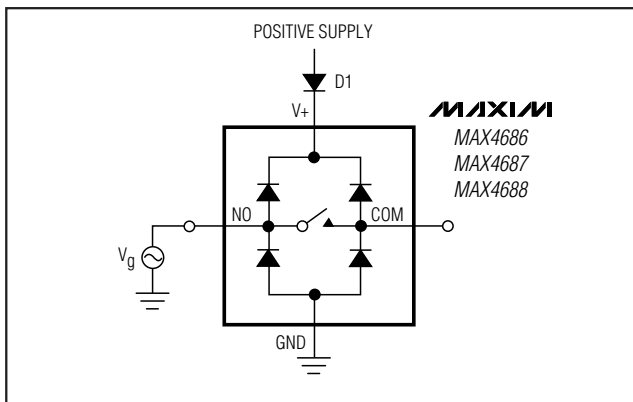 POSITIVE SUPPLY
D1
V+
MAXIM
MAX4686
MAX4687
MAX4688
NO
COM
Vg
GND